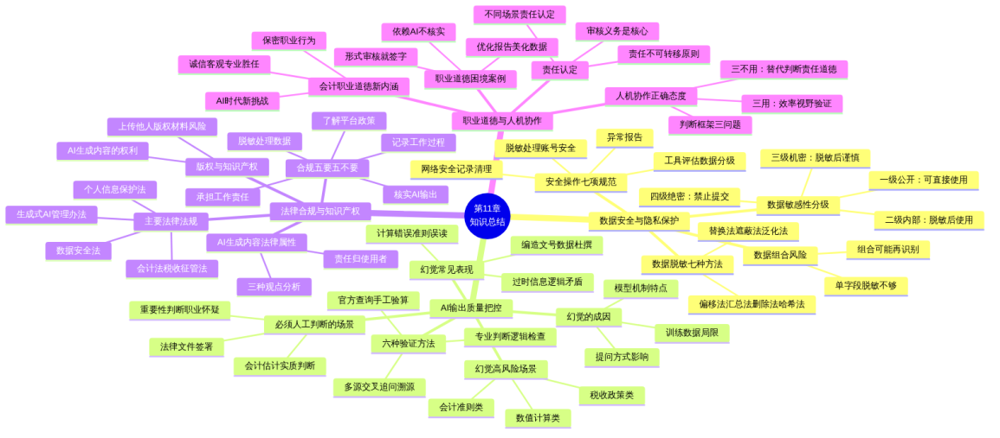 第11章
知识总结
职业道德与人机协作
会计职业道德新内涵
保密职业行为
诚信客观专业胜任
AI时代新挑战
职业道德困境案例
依赖AI不核实
形式审核就签字
优化报告美化数据
责任认定
不同场景责任认定
审核义务是核心
责任不可转移原则
人机协作正确态度
三不用：替代判断责任道德
三用：效率视野验证
判断框架三问题
数据安全与隐私保护
安全操作七项规范
脱敏处理账号安全
异常报告
工具评估数据分级
网络安全记录清理
数据敏感性分级
三级机密：脱敏后谨慎
一级公开：可直接使用
四级绝密：禁止提交
二级内部：脱敏后使用
数据组合风险
组合可能再识别
单字段脱敏不够
数据脱敏七种方法
替换法遮蔽法泛化法
偏移法汇总法删除法哈希法
AI输出质量把控
幻觉常见表现
计算错误准则误读
编造文号数据杜撰
过时信息逻辑矛盾
幻觉的成因
模型机制特点
训练数据局限
提问方式影响
幻觉高风险场景
税收政策类
数值计算类
会计准则类
六种验证方法
官方查询手工验算
专业判断逻辑检查
多源交叉追问溯源
必须人工判断的场景
重要性判断职业怀疑
法律文件签署
会计估计实质判断
法律合规与知识产权
版权与知识产权
上传他人版权材料风险
AI生成内容的权利
合规五要五不要
了解平台政策
脱敏处理数据
记录工作过程
承担工作责任
核实AI输出
主要法律法规
个人信息保护法
生成式AI管理办法
数据安全法
会计法税收征管法
AI生成内容法律属性
责任归使用者
三种观点分析